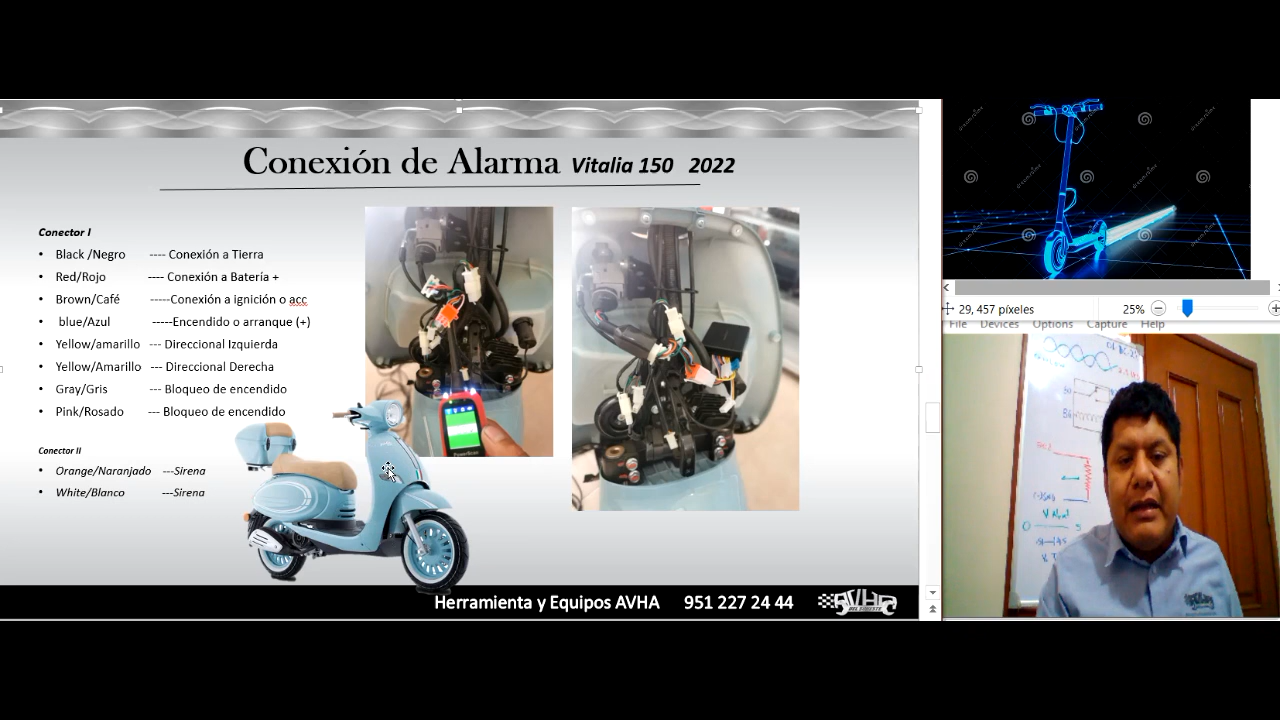 Conexión de Alarma Vitalia 150 2022
Conector I
• Black /Negro ---- Conexión a Tierra
• Red/Rojo ---- Conexión a Batería +
• Brown/Café -----Conexión a ignición o acc
• blue/Azul -----Encendido o arranque (+)
• Yellow/amarillo --- Direccional Izquierda
• Yellow/Amarillo --- Direccional Derecha
• Gray/Gris --- Bloqueo de encendido
• Pink/Rosado --- Bloqueo de encendido
Conector II
• Orange/Naranjado ---Sirena
• White/Blanco ---Sirena
Herramienta y Equipos AVHA 951 227 24 44
AVHA
29, 457 píxeles 25%
File Devices Options Capture Help